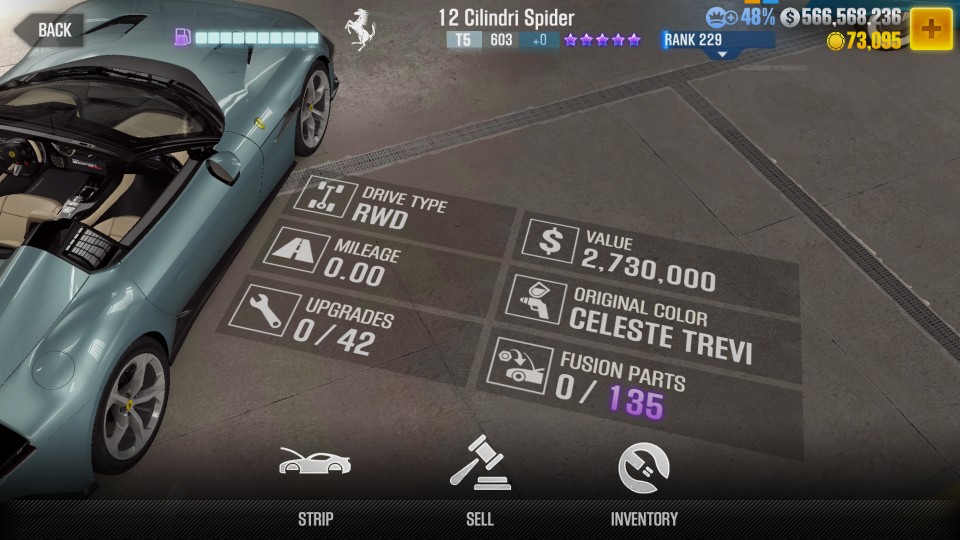 BACK
12 Cilindri Spider
T5 603 +0
RANK 229
48%
566,568,236
73,095
DRIVE TYPE
RWD
MILEAGE
0.00
UPGRADES
0 / 42
VALUE
2,730,000
ORIGINAL COLOR
CELESTE TREVI
FUSION PARTS
0 / 135
STRIP
SELL
INVENTORY